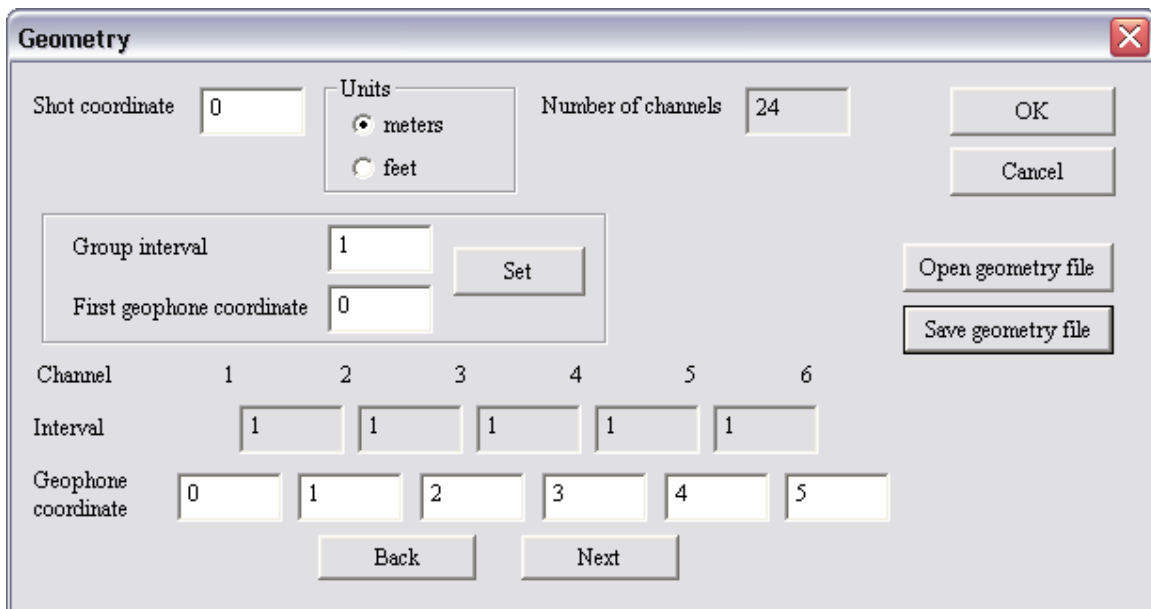 Geometry
Shot coordinate 0
Units
meters
feet
Number of channels 24
OK
Cancel
Group interval 1
First geophone coordinate 0
Set
Open geometry file
Save geometry file
Channel 1 2 3 4 5 6
Interval 1 1 1 1 1
Geophone
coordinate
0 1 2 3 4 5
Back Next